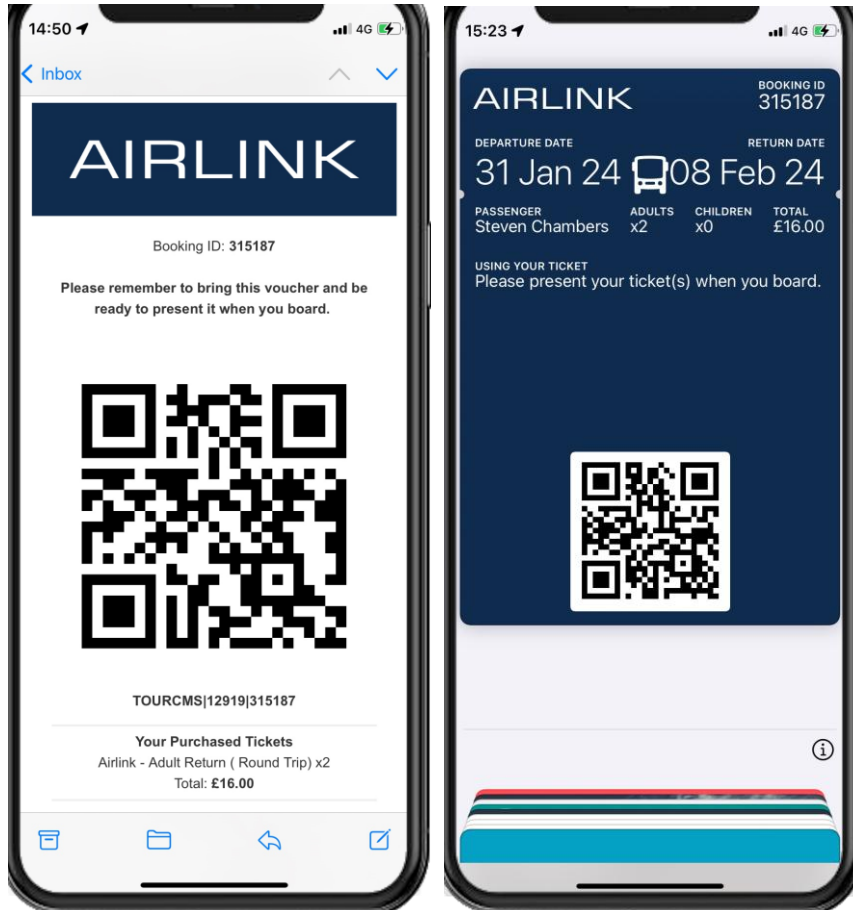 14:50
4G
Inbox
AIRLINK
Booking ID: 315187
Please remember to bring this voucher and be
ready to present it when you board.
TOURCMS|12919|315187
Your Purchased Tickets
Airlink - Adult Return ( Round Trip) x2
Total: £16.00
15:23
4G
AIRLINK
BOOKING ID
315187
DEPARTURE DATE
RETURN DATE
31 Jan 24
08 Feb 24
PASSENGER
ADULTS
CHILDREN
TOTAL
Steven Chambers
x2
x0
£16.00
USING YOUR TICKET
Please present your ticket(s) when you board.